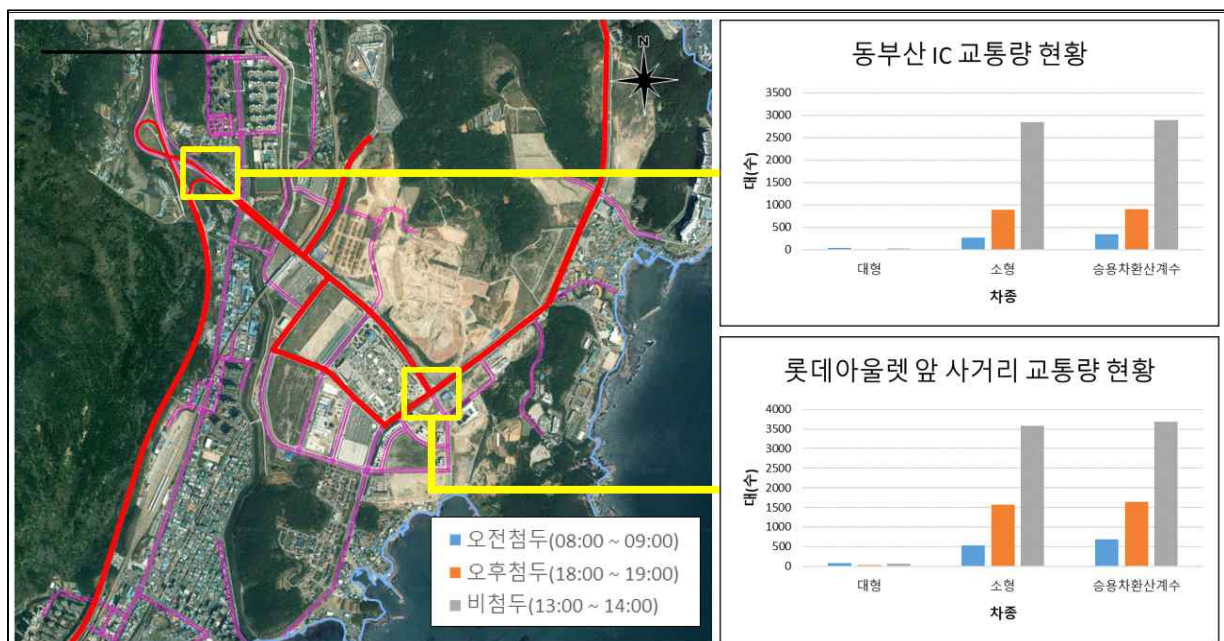 N
오전첨두(08:00 ~ 09:00)
오후첨두(18:00 ~ 19:00)
비첨두(13:00 ~ 14:00)
동부산 IC 교통량 현황
대(수)
3500
3000
2500
2000
1500
1000
500
0
대형 소형 승용차환산계수
차종
롯데아울렛 앞 사거리 교통량 현황
대(수)
4000
3500
3000
2500
2000
1500
1000
500
0
대형 소형 승용차환산계수
차종